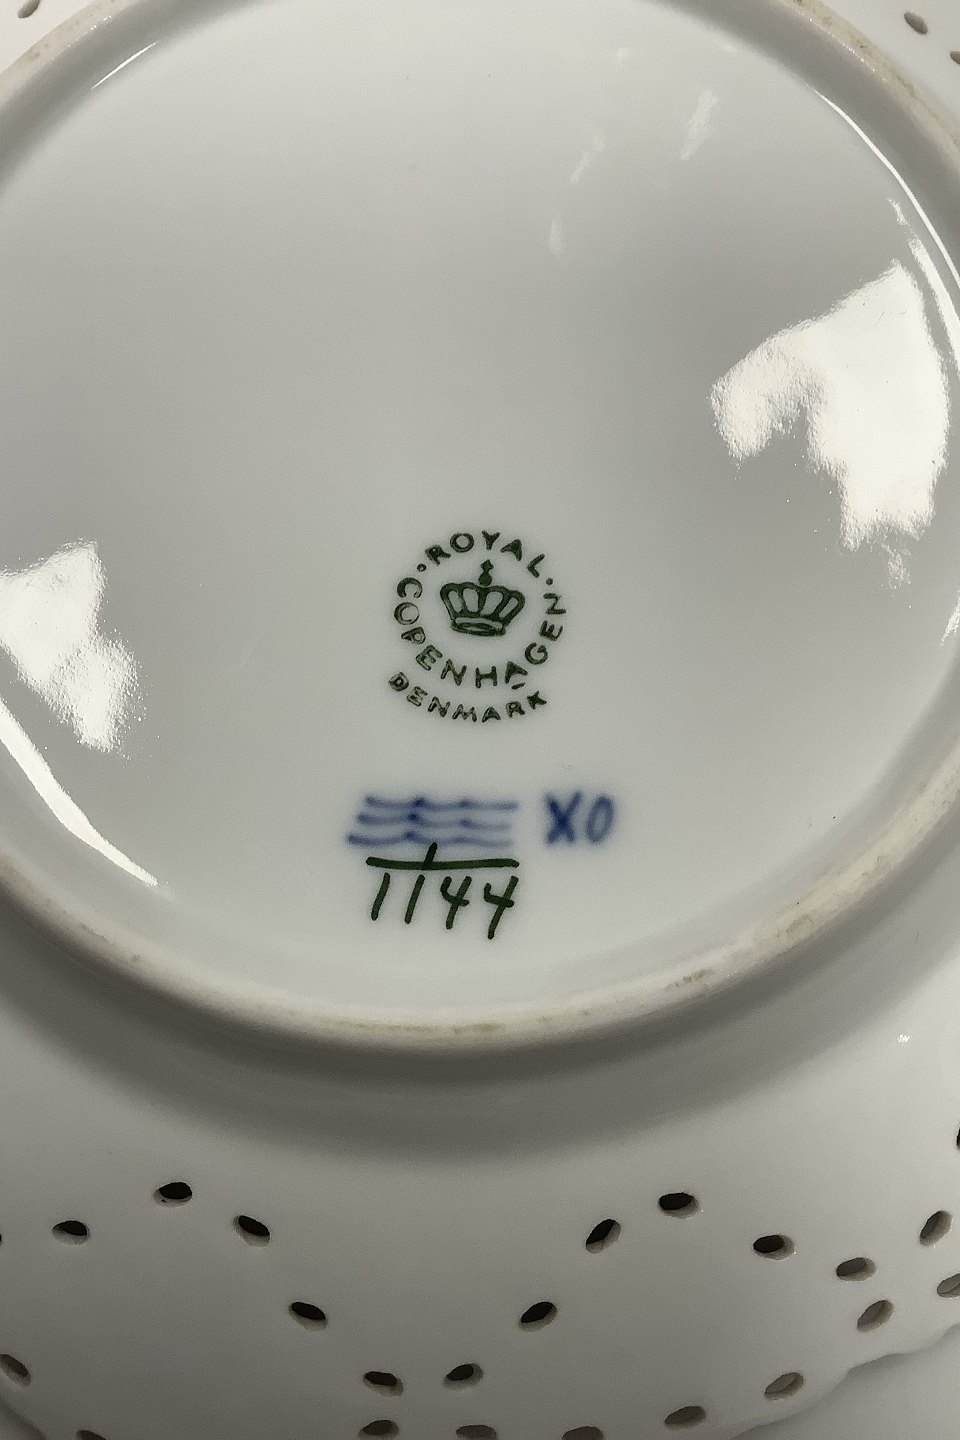 ROYAL
COPENHAGEN
DENMARK
XO
1144